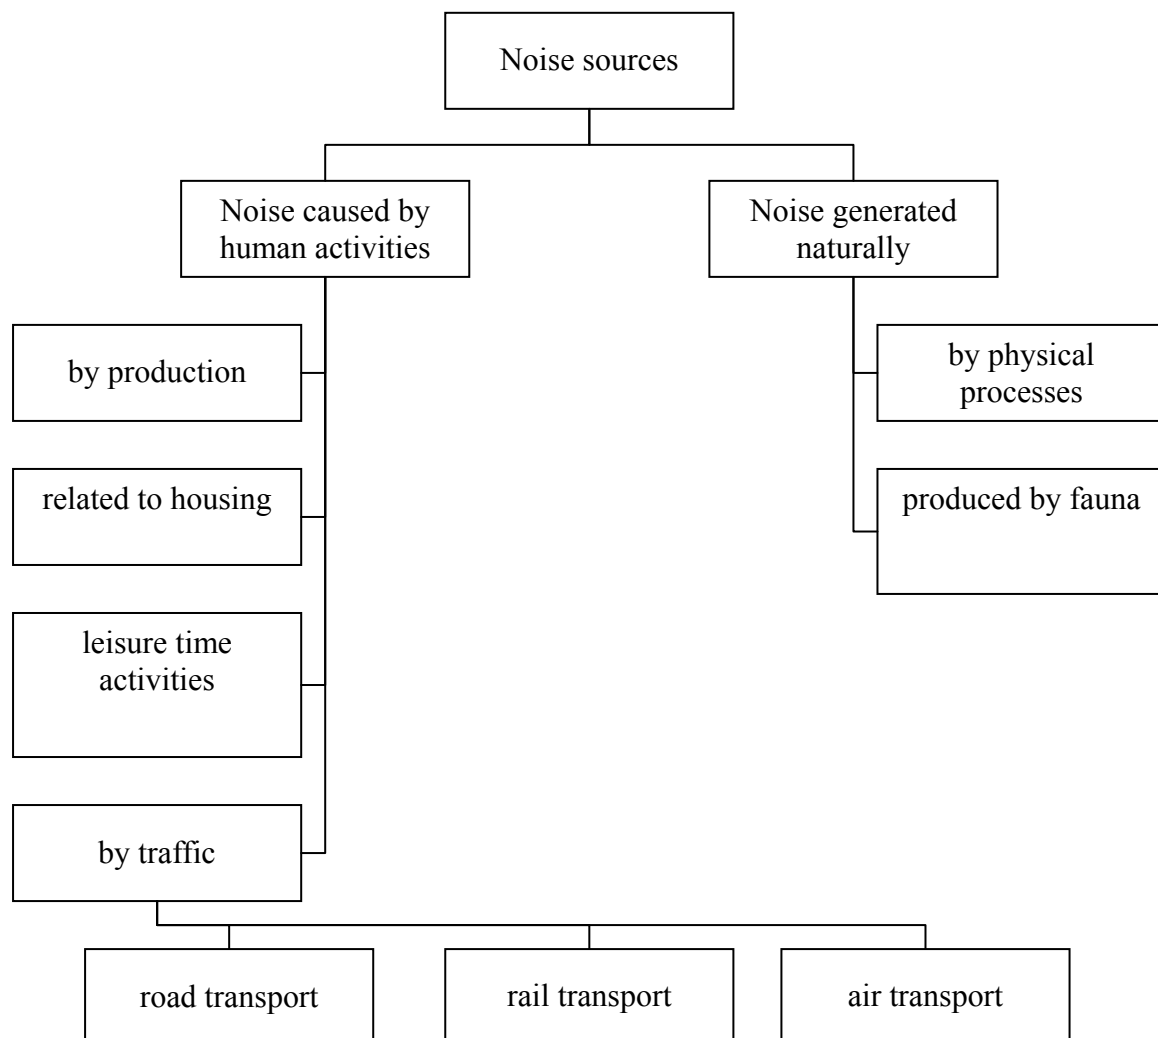 Noise sources
Noise caused by
human activities
Noise generated
naturally
by production
by physical
processes
related to housing
produced by fauna
leisure time
activities
by traffic
road transport
rail transport
air transport